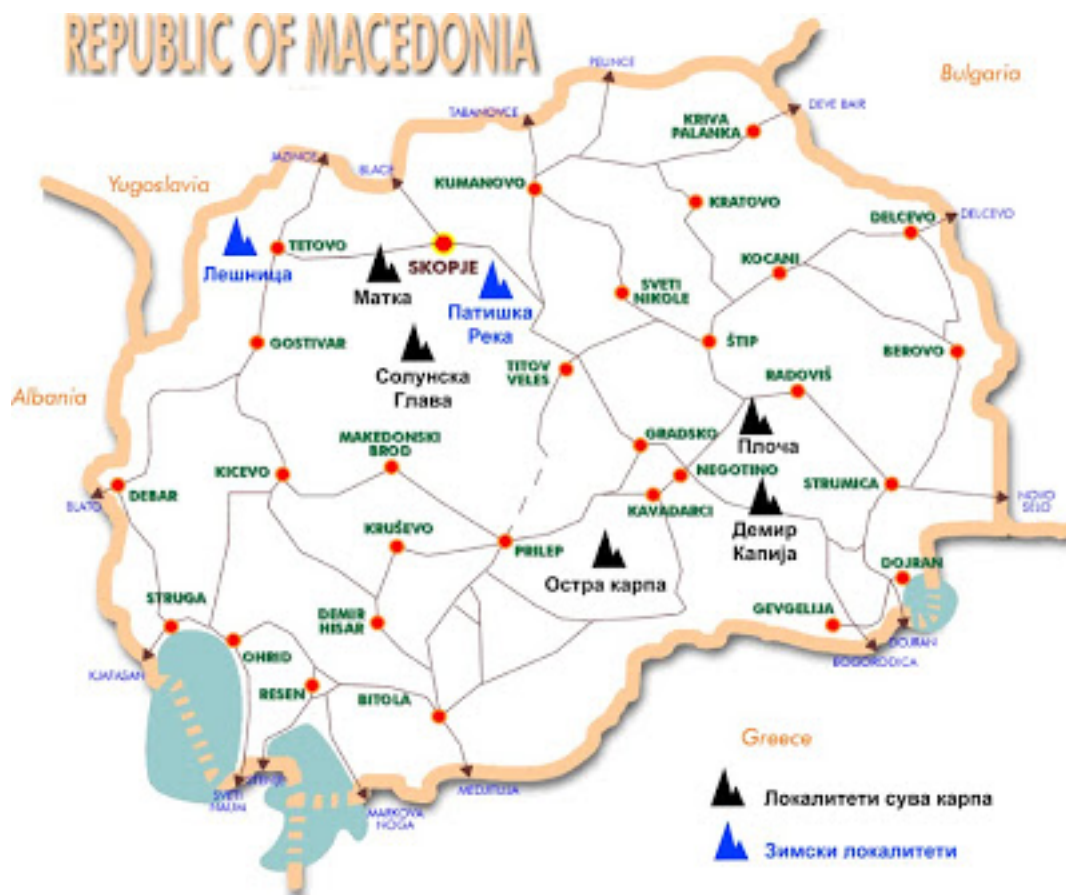 REPUBLIC OF MACEDONIA
PELINCE
Bulgaria
TABANOVCE
DEVE BAIR
KRIVA
PALANKA
JAZINCE
BLACE
Yugoslavia
KUMANOVO
KRATOVO
DELCEVO
DELCEVO
TETOVO
SKOPJE
KOCANI
Лешница
Матка
SVETI
NIKOLE
Патишка
Река
GOSTIVAR
ŠTIP
BEROVO
Солунска
Глава
TITOV
VELES
RADOVIŠ
Albania
MAKEDONSKI
BROD
GRADSKO
Плоча
KICEVO
NEGOTINO
DEBAR
BLATO
STRUMICA
NOVO
SELO
KAVADARCI
KRUŠEVO
PRILEP
Демир
Капија
Остра карпа
DOJRAN
STRUGA
DEMIR
HISAR
GEVGELIJA
OHRID
DOJRAN
BOGORODICA
KJAFASAN
RESEN
BITOLA
Greece
STENJE
SVETI
NAUM
MEDJITLIJA
MARKOVA
NOGA
Локалитети сува карпа
Зимски локалитети